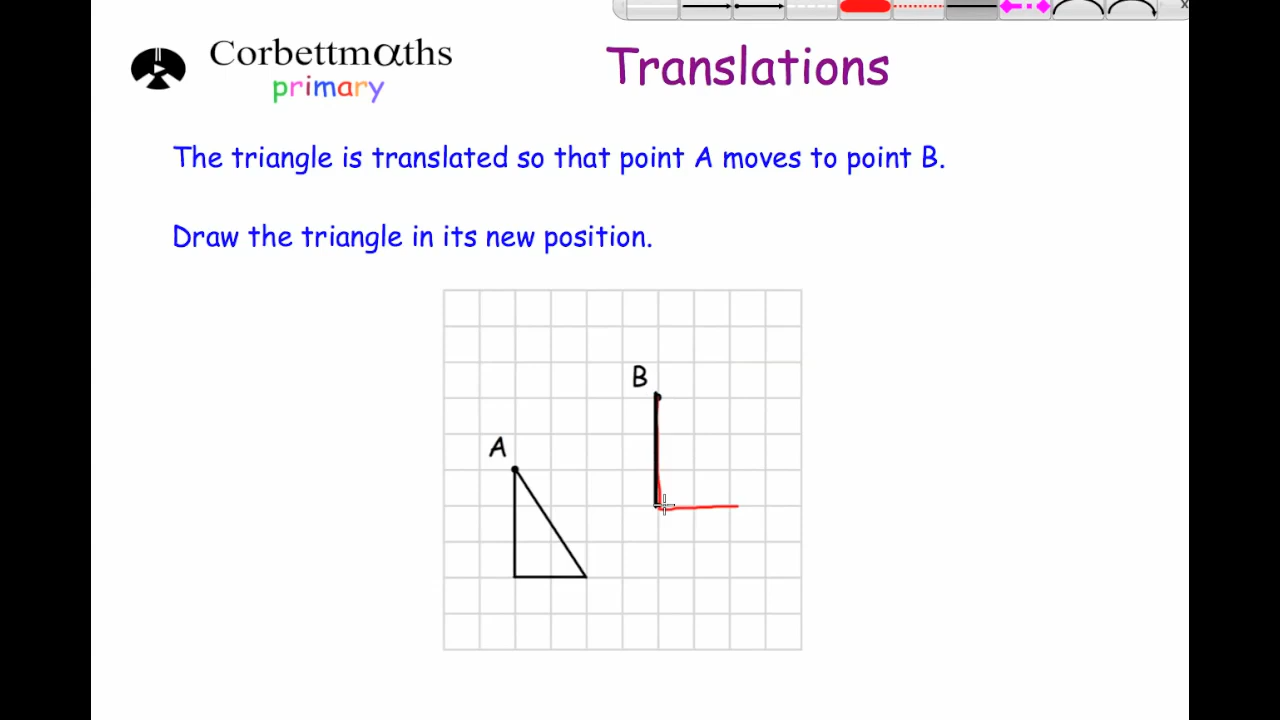 Corbettmαths
primary
Translations
The triangle is translated so that point A moves to point B.
Draw the triangle in its new position.
B
A
x